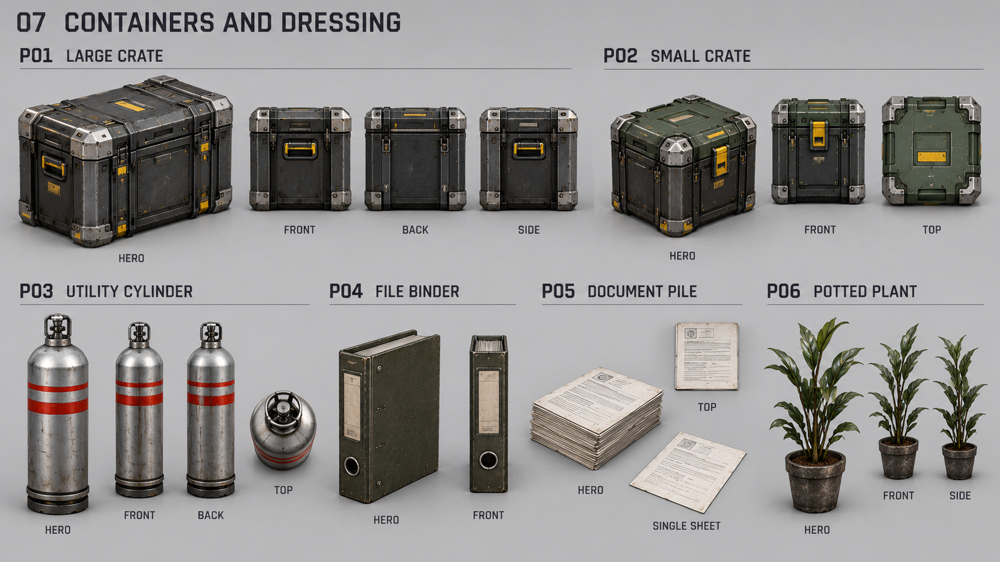 07 CONTAINERS AND DRESSING
P01 LARGE CRATE
HERO
FRONT
BACK
SIDE
P02 SMALL CRATE
HERO
FRONT
TOP
P03 UTILITY CYLINDER
HERO
FRONT
BACK
TOP
P04 FILE BINDER
HERO
FRONT
P05 DOCUMENT PILE
HERO
TOP
SINGLE SHEET
P06 POTTED PLANT
HERO
FRONT
SIDE